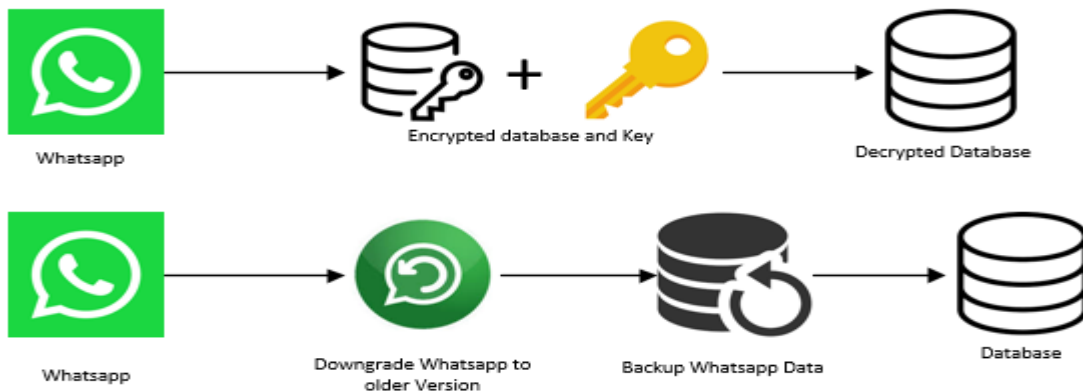 Encrypted database and Key
Whatsapp
Decrypted Database
Whatsapp
Downgrade Whatsapp to
older Version
Backup Whatsapp Data
Database